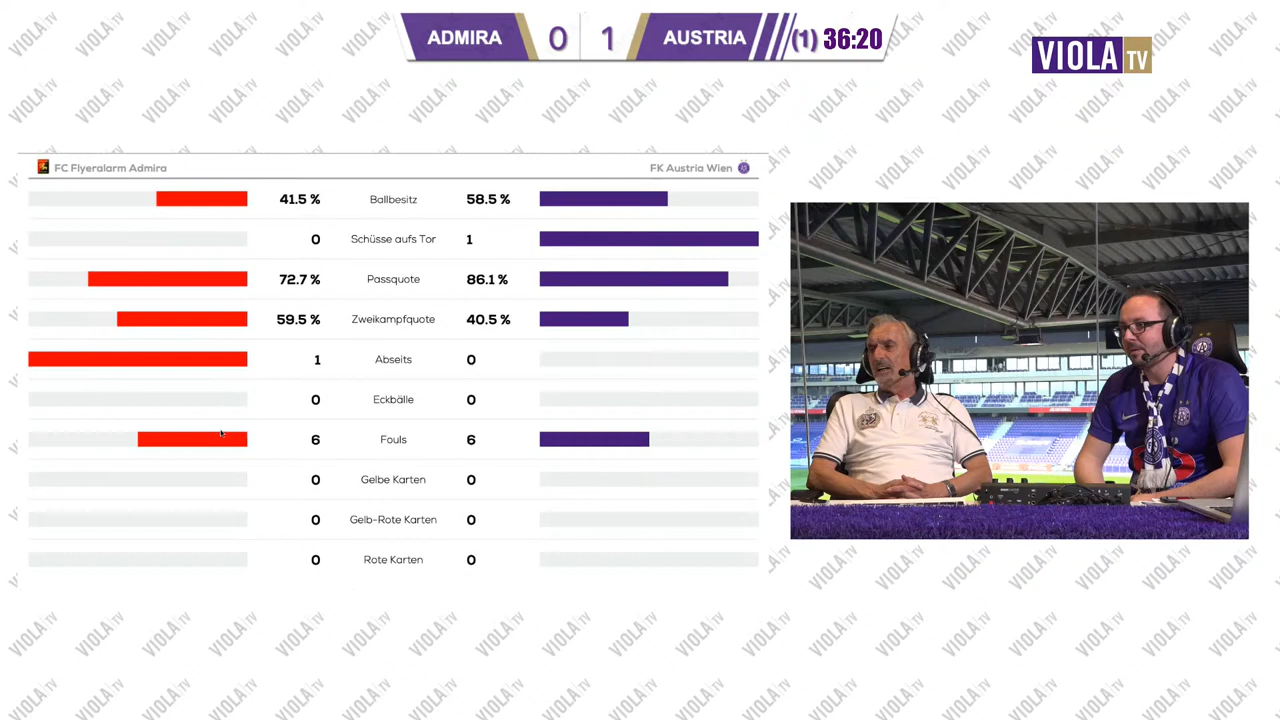 ADMIRA 0 1 AUSTRIA (1) 36:20
VIOLA TV
FC Flyeralarm Admira FK Austria Wien
41.5 % Ballbesitz 58.5 %
0 Schüsse aufs Tor 1
72.7 % Passquote 86.1 %
59.5 % Zweikampfquote 40.5 %
1 Abseits 0
0 Eckbälle 0
6 Fouls 6
0 Gelbe Karten 0
0 Gelb-Rote Karten 0
0 Rote Karten 0